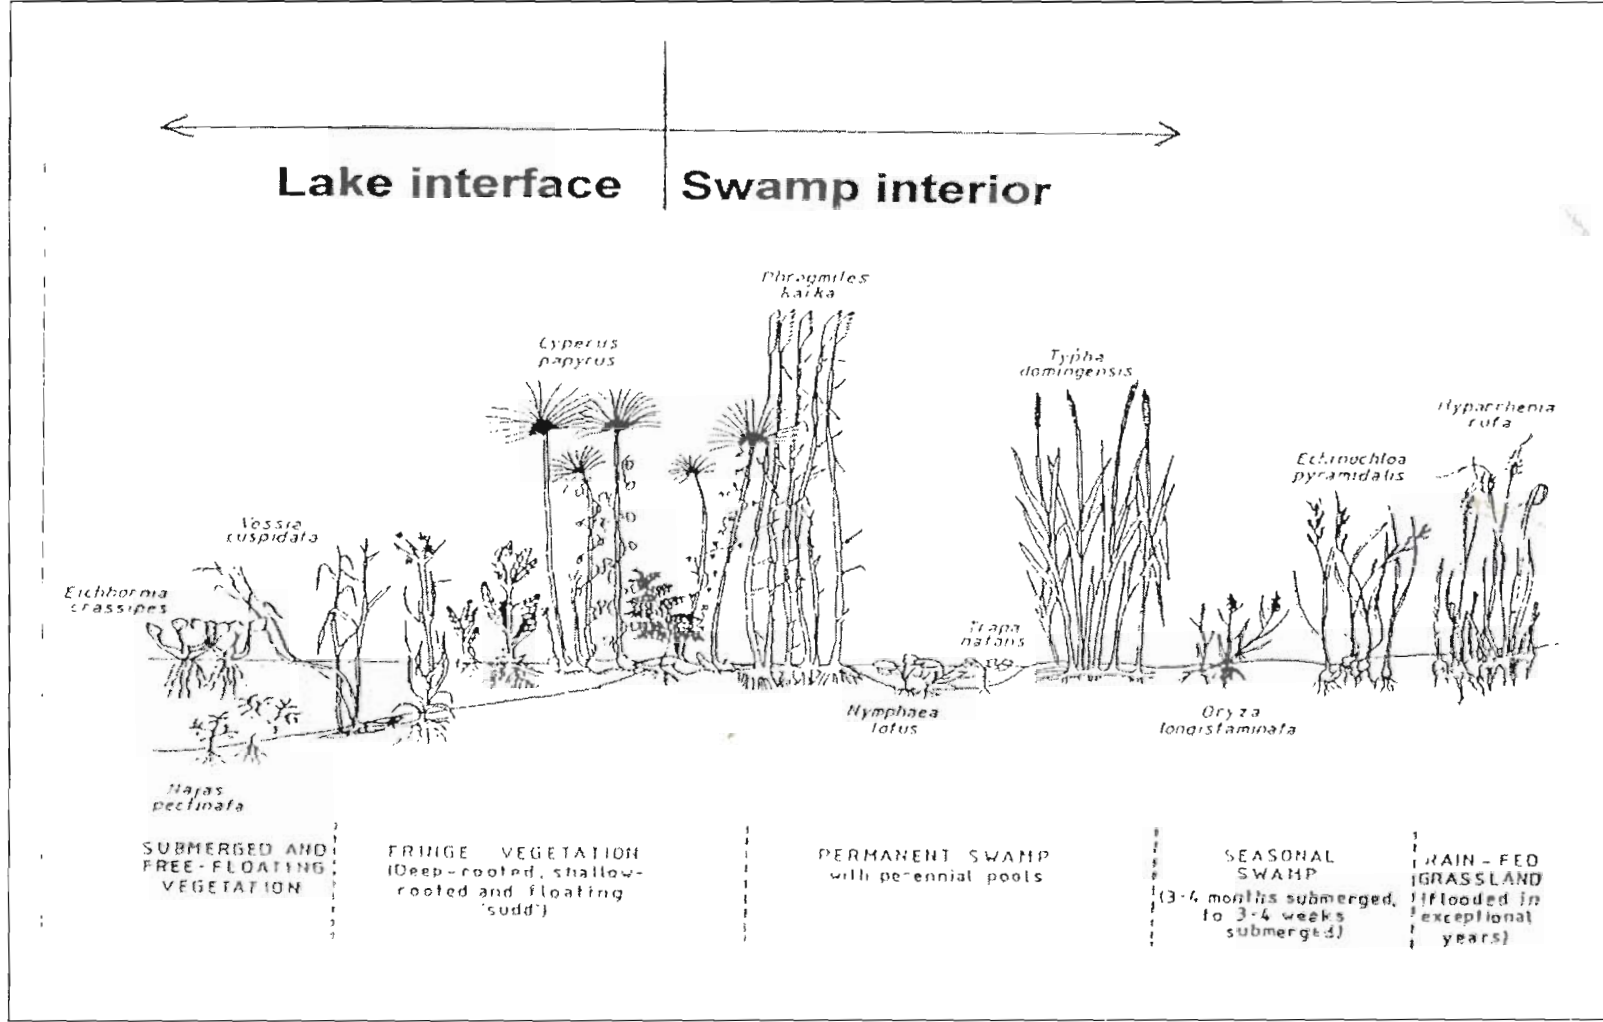 Lake interface
Swamp interior
Phragmites
karka
Cyperus
papyrus
Typha
domingensis
Hyparrhenia
rufa
Echinochloa
pyramidalis
Vossia
cuspidata
Eichhornia
crassipes
Trapa
natans
Nymphaea
lotus
Oryza
longistaminata
Najas
pectinata
SUBMERGED AND
FREE-FLOATING
VEGETATION
FRINGE VEGETATION
(Deep-rooted, shallow-
rooted and floating
'sudd')
PERMANENT SWAMP
with perennial pools
SEASONAL
SWAMP
(3-4 months submerged,
to 3-4 weeks
submerged)
RAIN-FED
GRASSLAND
(flooded in
exceptional
years)